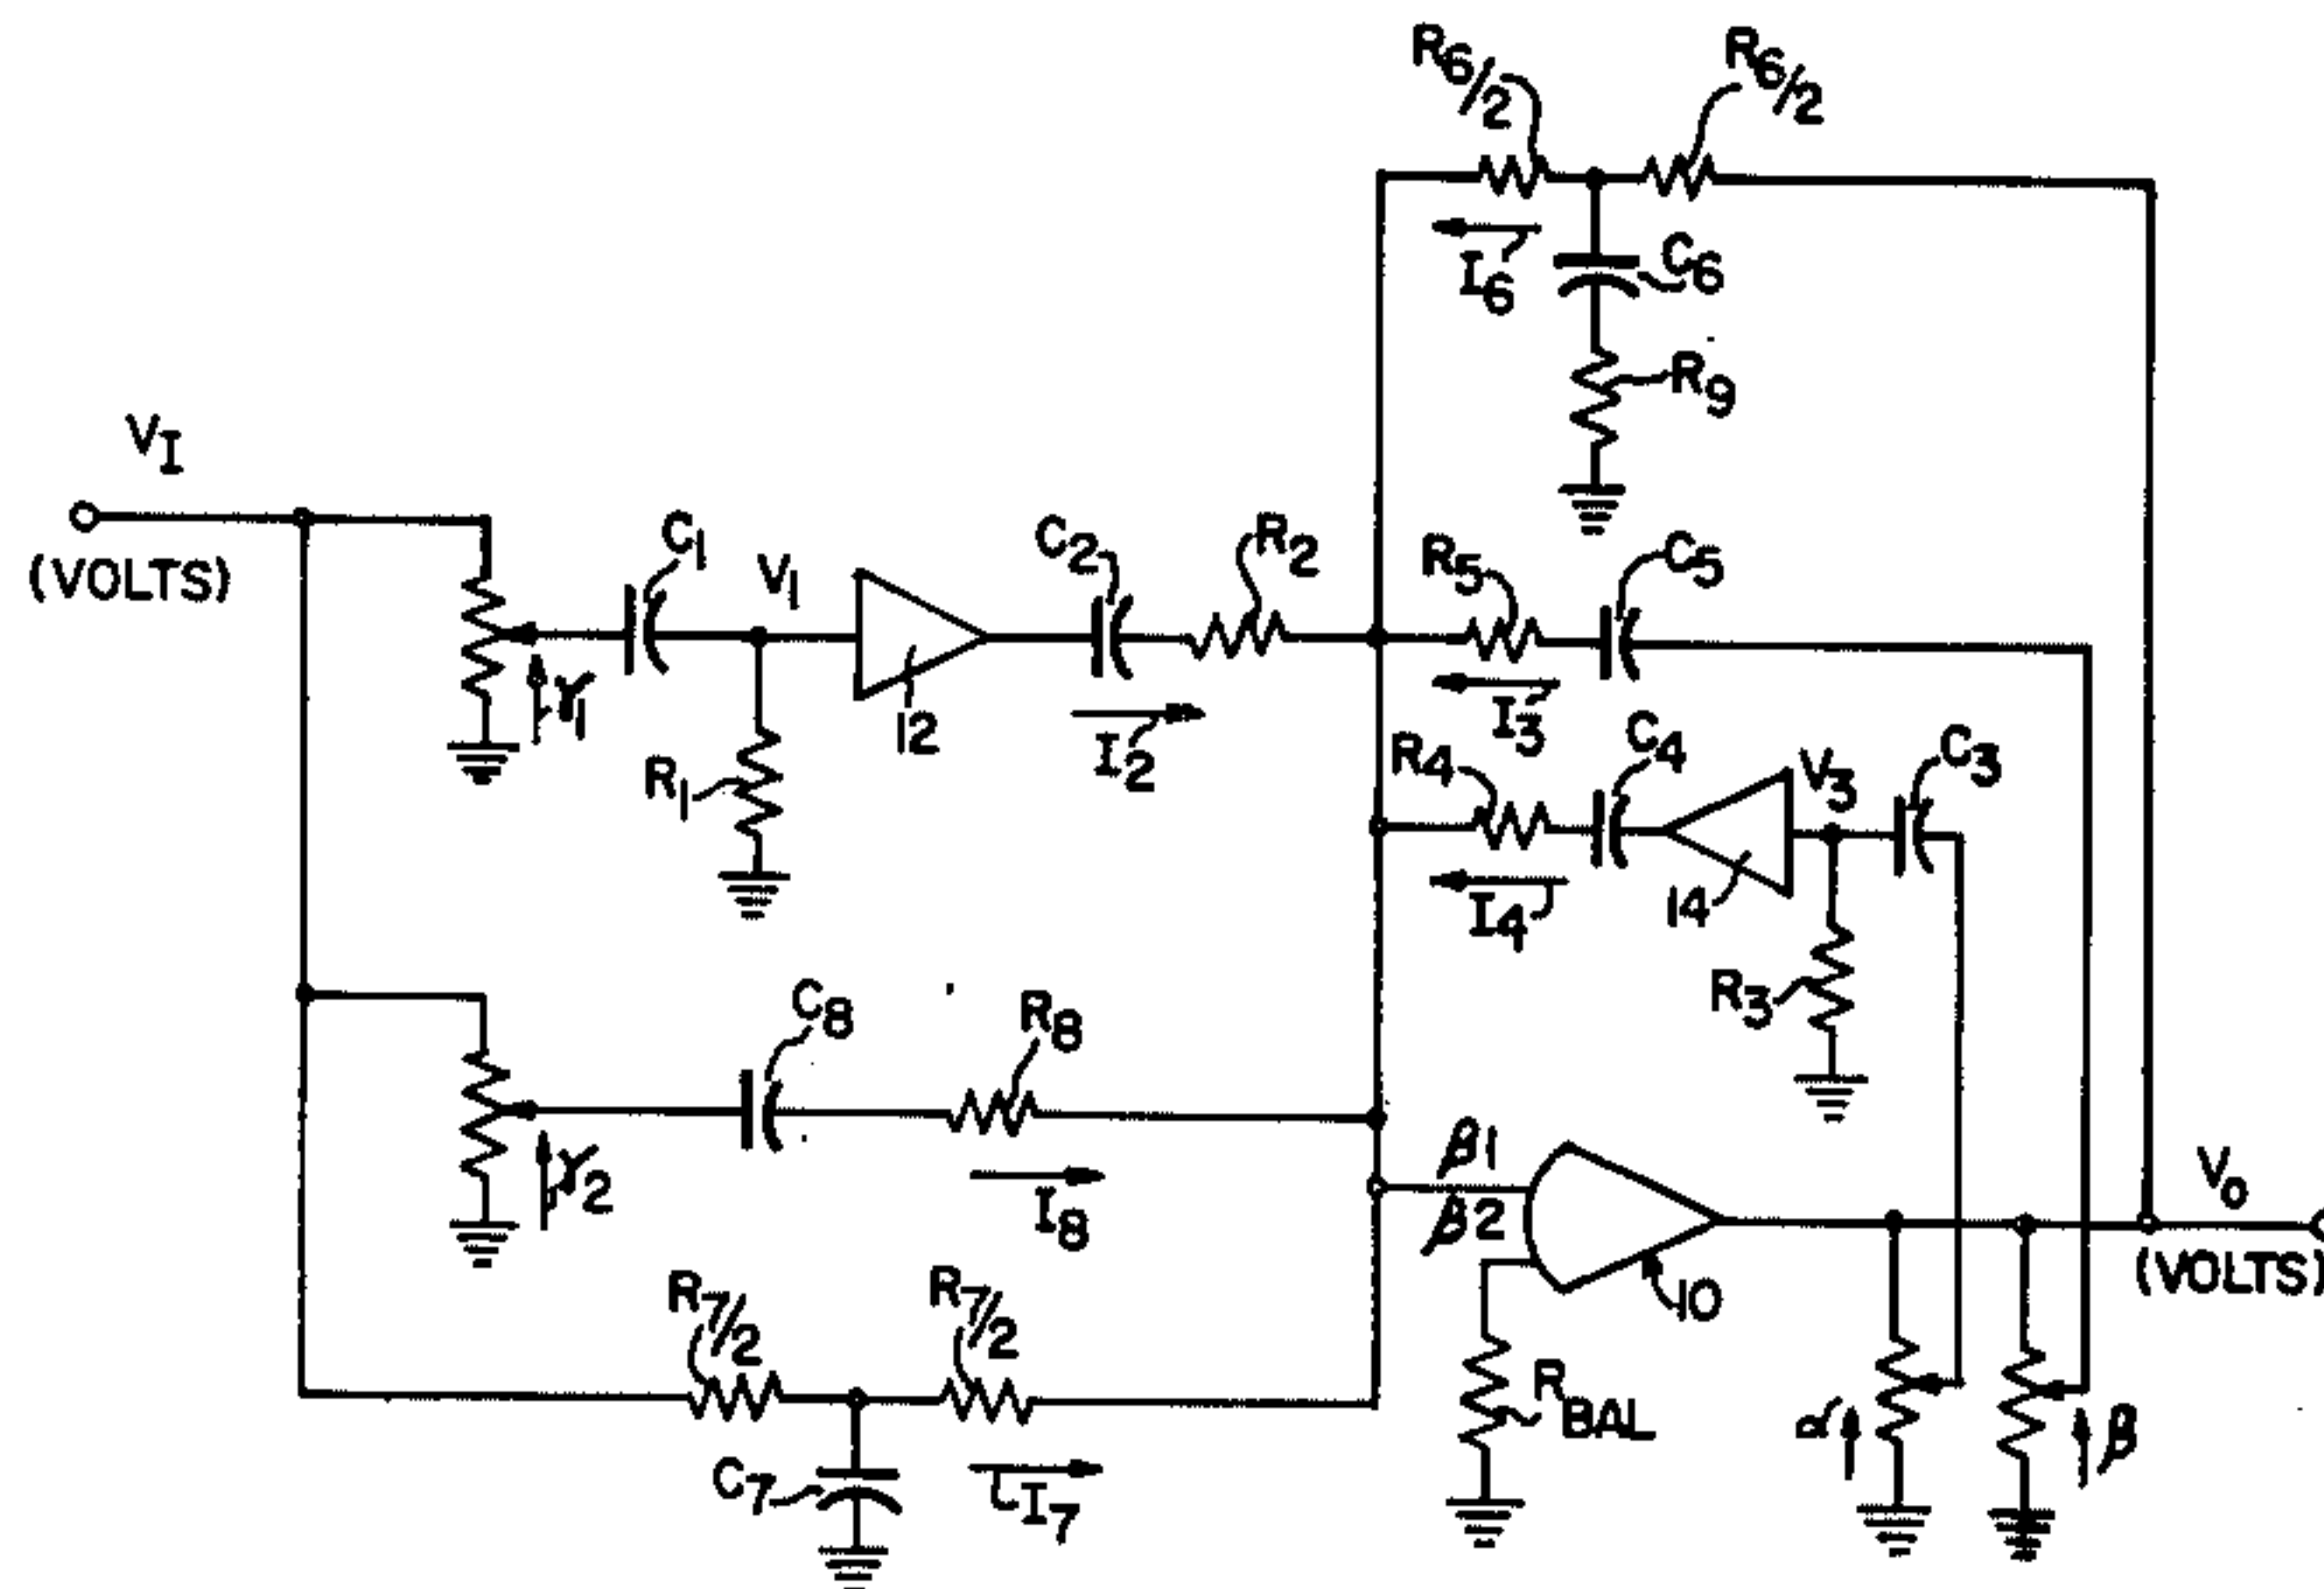 R6/2
R6/2
I6
C6
R9
VI
(VOLTS)
C1
V1
C2
R2
R5
C5
γ1
12
I2
I3
R1
R4
C4
V3
C3
I4
14
R3
C8
R8
γ2
I8
β1
β2
10
VO
(VOLTS)
R7/2
R7/2
RBAL
α
β
C7
I7